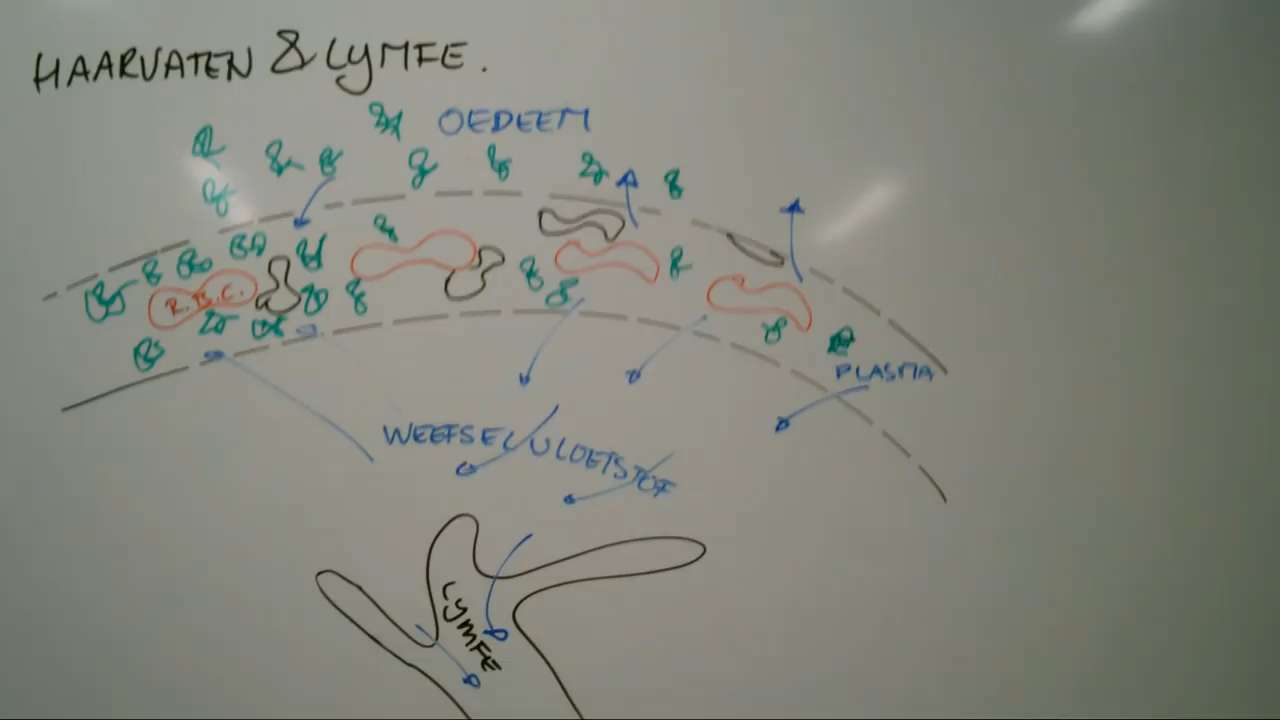 HAARVATEN & LYMFE.
OEDEEM
R.B.C.
PLASMA
WEEFSELVLOEISTOF
LYMFE